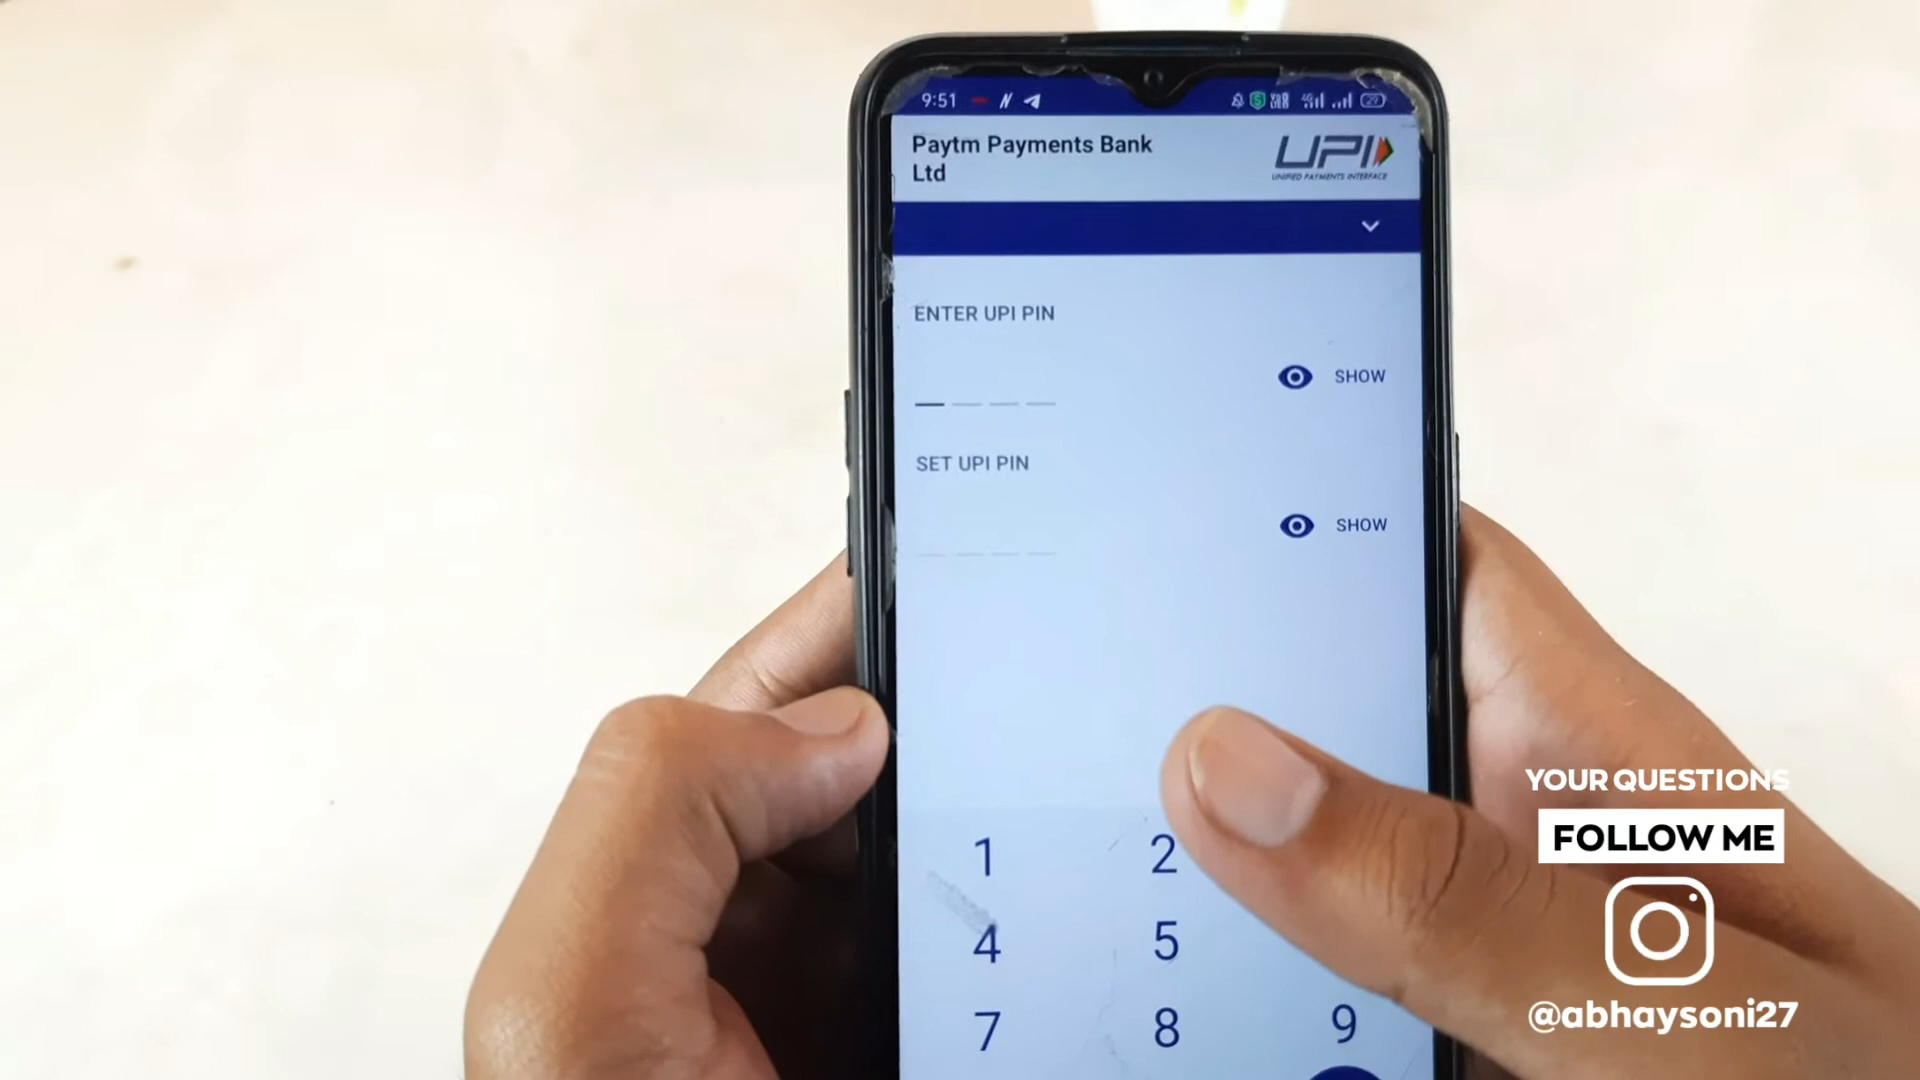 9:51
Paytm Payments Bank
Ltd
UPI
UNIFIED PAYMENTS INTERFACE
ENTER UPI PIN
SHOW
SET UPI PIN
SHOW
1 2
4 5
7 8 9
YOUR QUESTIONS
FOLLOW ME
@abhaysoni27